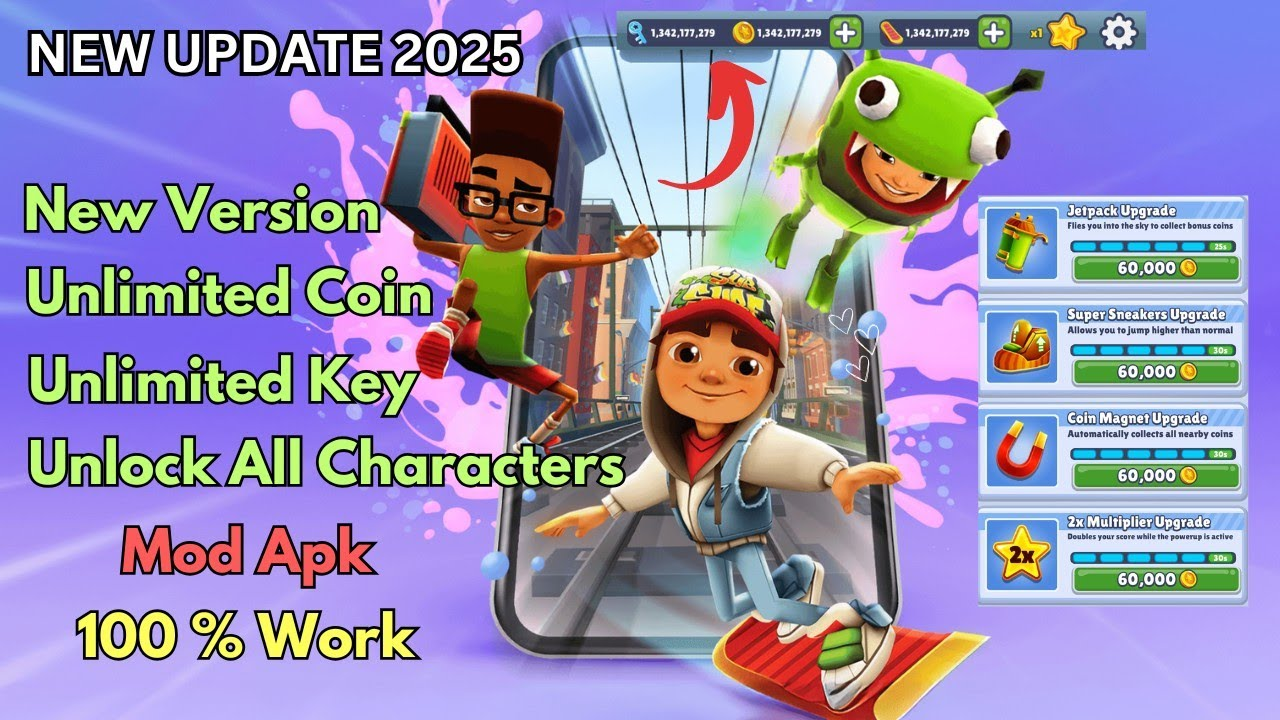 NEW UPDATE 2025
1,342,177,279 1,342,177,279 1,342,177,279 x1
New Version
Unlimited Coin
Unlimited Key
Unlock All Characters
Mod Apk
100 % Work
Jetpack Upgrade
Flies you into the sky to collect bonus coins
25s
60,000
Super Sneakers Upgrade
Allows you to jump higher than normal
30s
60,000
Coin Magnet Upgrade
Automatically collects all nearby coins
30s
60,000
2x Multiplier Upgrade
Doubles your score while the powerup is active
2x
30s
60,000